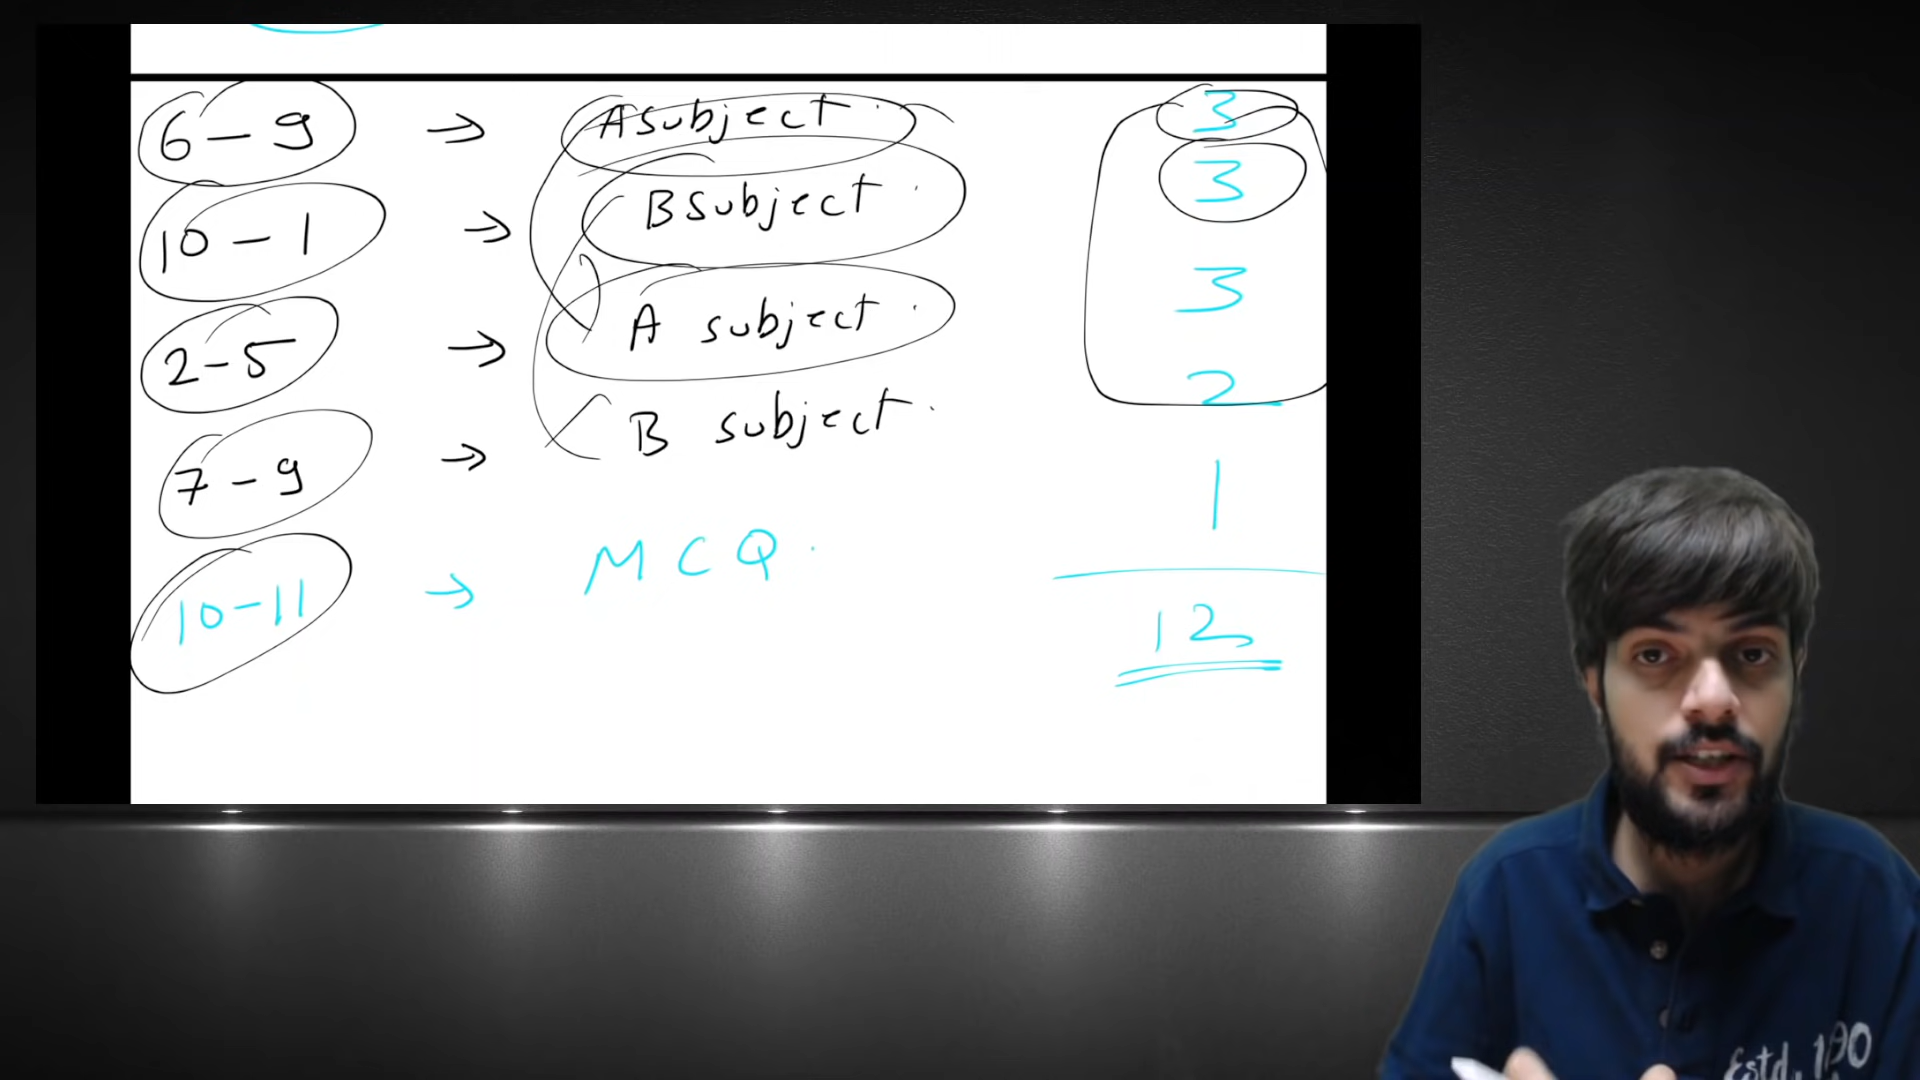 6 - 9 → A subject. 3
10 - 1 → B subject. 3
2 - 5 → A subject. 3
7 - 9 → B subject. 2
10 - 11 → MCQ. 1
12
Estd. 1